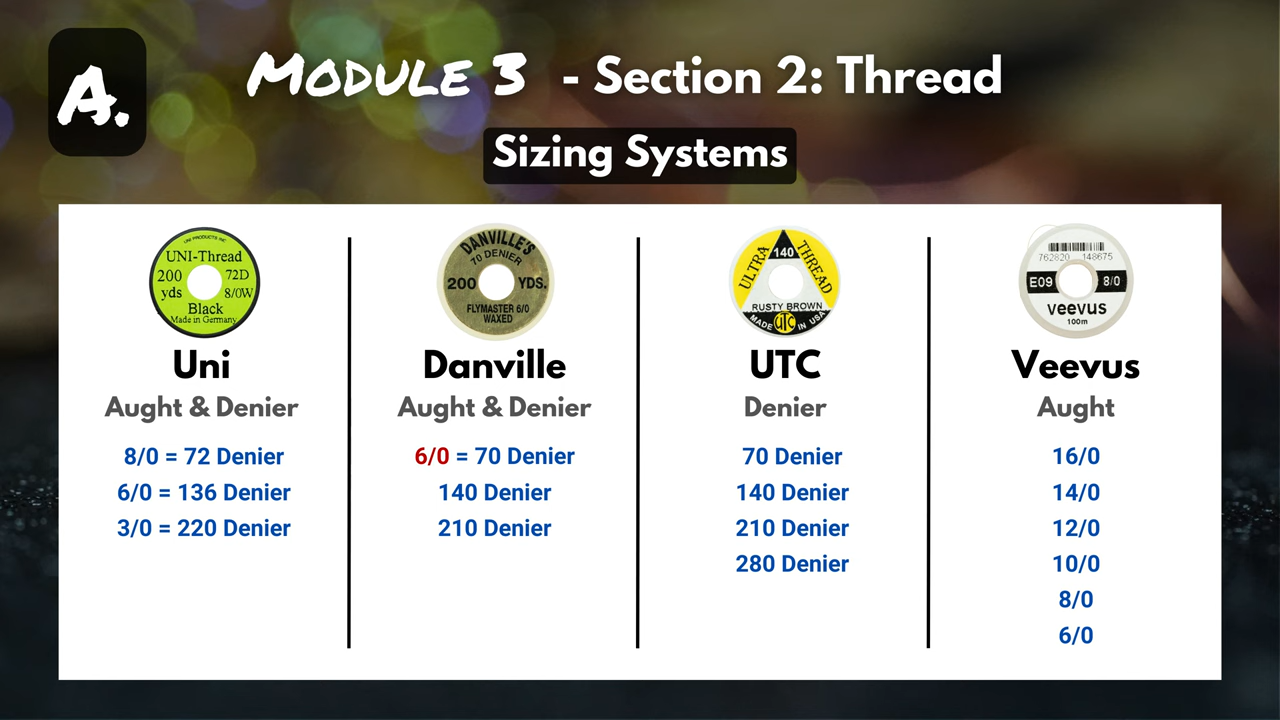 A.
Module 3 - Section 2: Thread
Sizing Systems
UNI PRODUCTS INC
UNI-Thread
200 yds
72D
8/0W
Black
Made in Germany
Uni
Aught & Denier
8/0 = 72 Denier
6/0 = 136 Denier
3/0 = 220 Denier
DANVILLE'S
70 DENIER
200 YDS.
FLYMASTER 6/0
WAXED
Danville
Aught & Denier
6/0 = 70 Denier
140 Denier
210 Denier
140
ULTRA THREAD
RUSTY BROWN
MADE UTC IN USA
UTC
Denier
70 Denier
140 Denier
210 Denier
280 Denier
762820 148675
E09 8/0
veevus
100m
Veevus
Aught
16/0
14/0
12/0
10/0
8/0
6/0